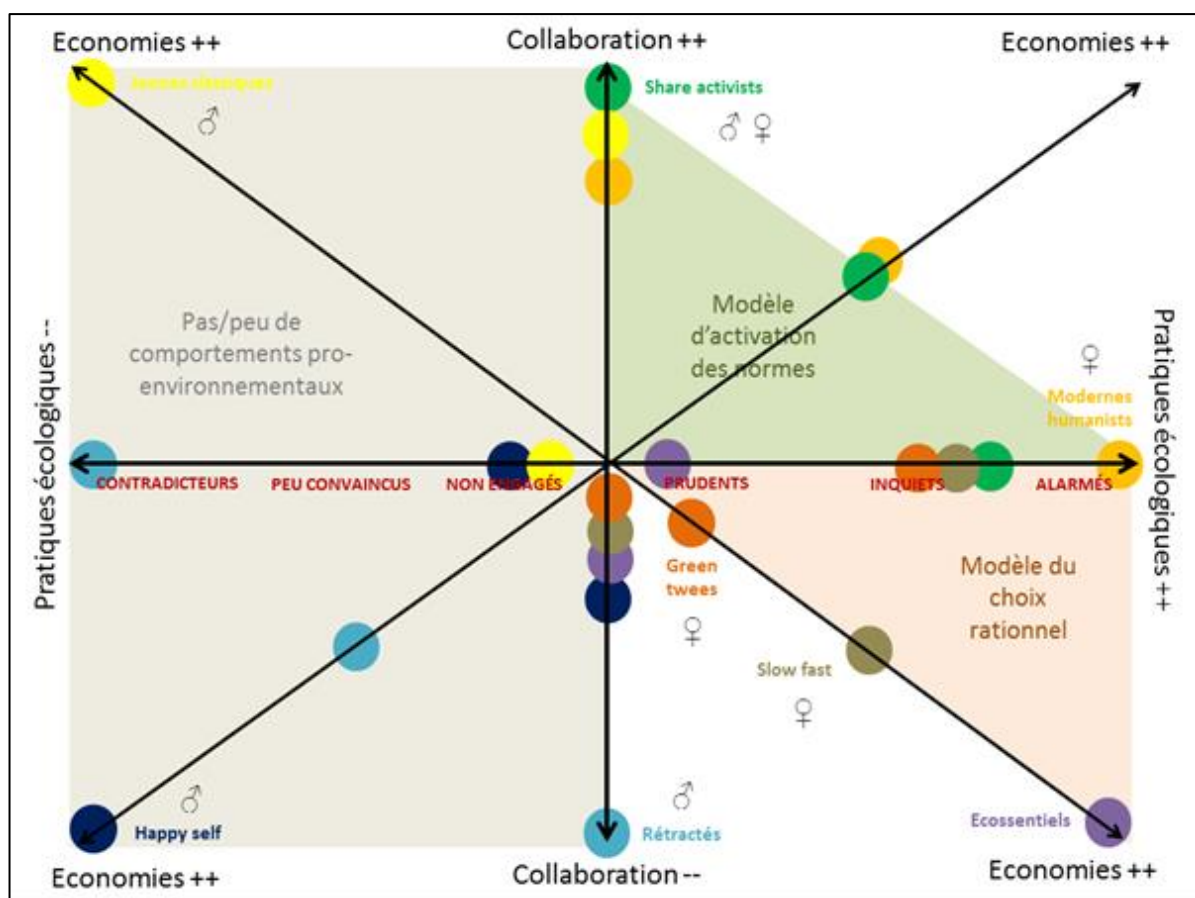 Economies ++
Collaboration ++
Economies ++
Jeunes classiques
Share activists
♂
♂ ♀
Pas/peu de
comportements pro-
environnementaux
Modèle
d'activation
des normes
♀
Modernes
humanists
Pratiques écologiques --
Pratiques écologiques ++
CONTRADICTEURS
PEU CONVAINCUS
NON ENGAGÉS
PRUDENTS
INQUIETS
ALARMÉS
Green
twees
♀
Modèle du
choix
rationnel
Slow fast
♀
♂
♂
Happy self
Rétractés
Ecossentiels
Economies ++
Collaboration --
Economies ++